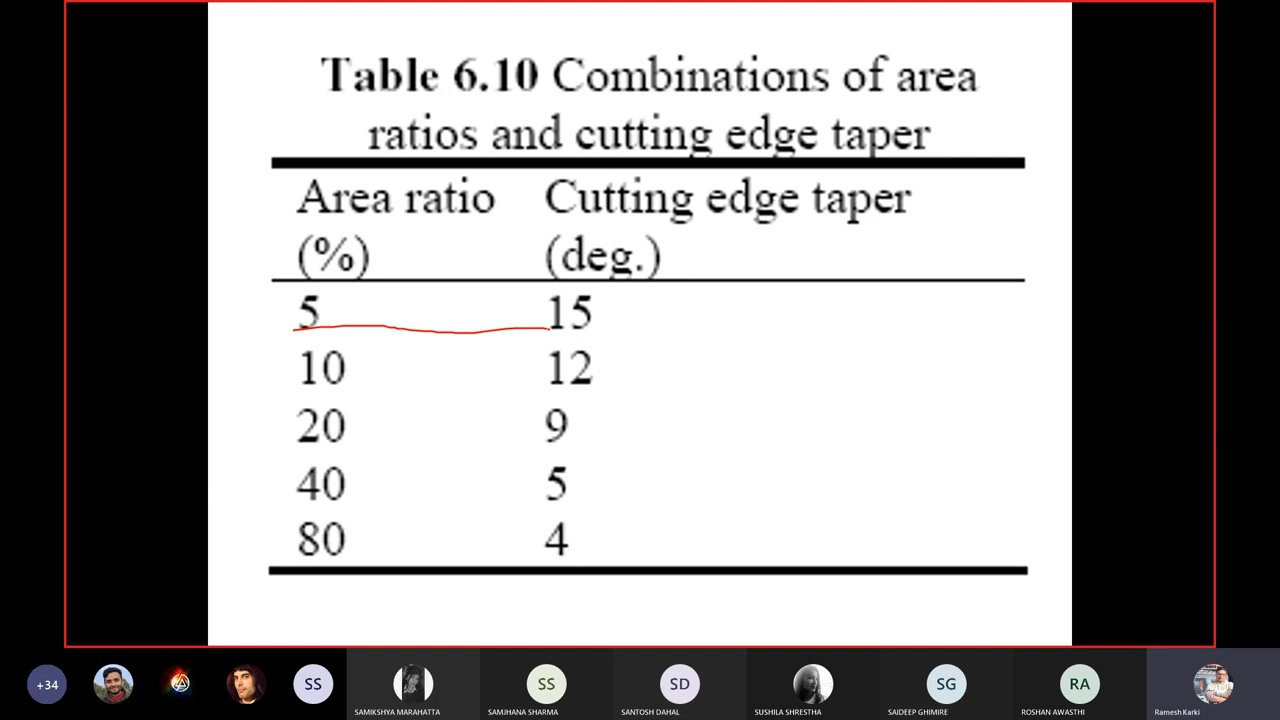 Table 6.10 Combinations of area
ratios and cutting edge taper
Area ratio Cutting edge taper
(%) (deg.)
5 15
10 12
20 9
40 5
80 4
+34 SS SS SD SG RA
SAMIKSHYA MARAHATTA SAMJHANA SHARMA SANTOSH DAHAL SUSHILA SHRESTHA SAIDEEP GHIMIRE ROSHAN AWASTHI Ramesh Karki